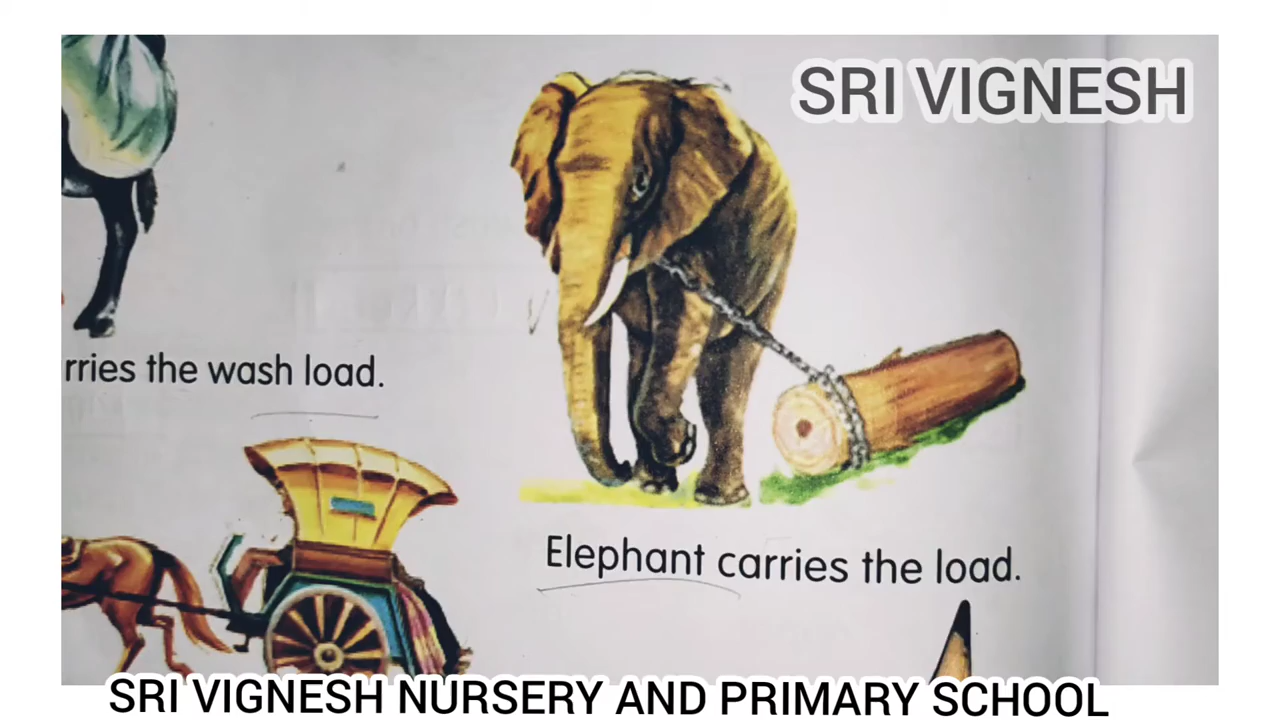 SRI VIGNESH
rries the wash load.
Elephant carries the load.
SRI VIGNESH NURSERY AND PRIMARY SCHOOL